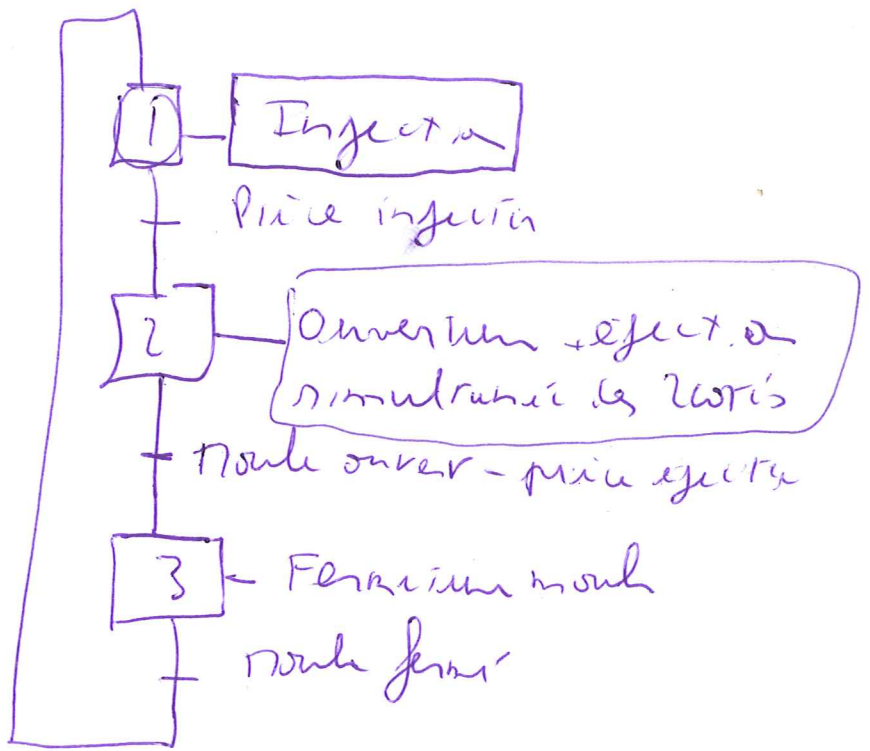 1 Injection
Pièce injectée
2 Ouverture + éjection
simultanée des 2 cotés
Moule ouvert - pièce éjectée
3 Fermeture moule
Moule fermé